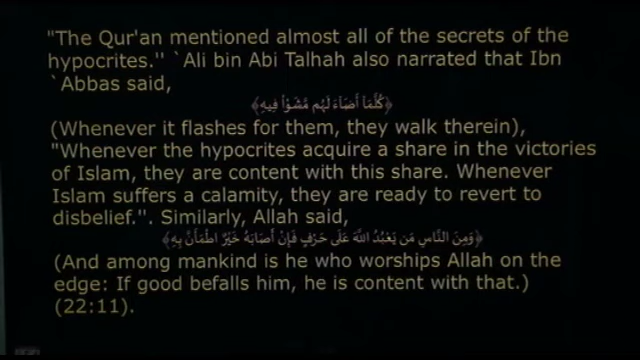 "The Qur'an mentioned almost all of the secrets of the
hypocrites.'' `Ali bin Abi Talhah also narrated that Ibn
`Abbas said,
﴿كُلَّمَا أَضَآءَ لَهُم مَّشَوْاْ فِيهِ﴾
(Whenever it flashes for them, they walk therein),
"Whenever the hypocrites acquire a share in the victories
of Islam, they are content with this share. Whenever
Islam suffers a calamity, they are ready to revert to
disbelief.". Similarly, Allah said,
﴿وَمِنَ النَّاسِ مَن يَعْبُدُ اللَّهَ عَلَى حَرْفٍ فَإِنْ أَصَابَهُ خَيْرٌ اطْمَأَنَّ بِهِ﴾
(And among mankind is he who worships Allah on the
edge: If good befalls him, he is content with that.)
(22:11).